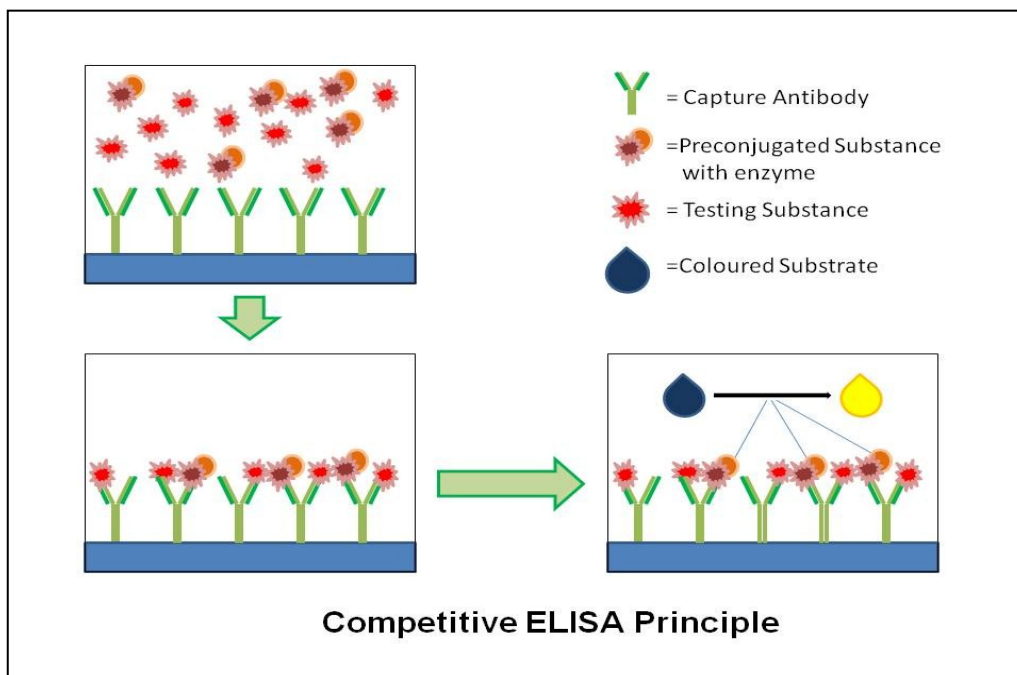 = Capture Antibody
=Preconjugated Substance
with enzyme
= Testing Substance
=Coloured Substrate
Competitive ELISA Principle